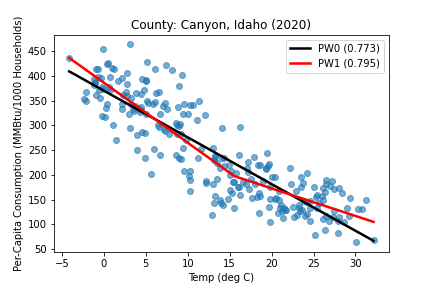 County: Canyon, Idaho (2020)
PW0 (0.773)
PW1 (0.795)
Per-Capita Consumption (MMBtu/1000 Households)
450
400
350
300
250
200
150
100
50
−5 0 5 10 15 20 25 30
Temp (deg C)